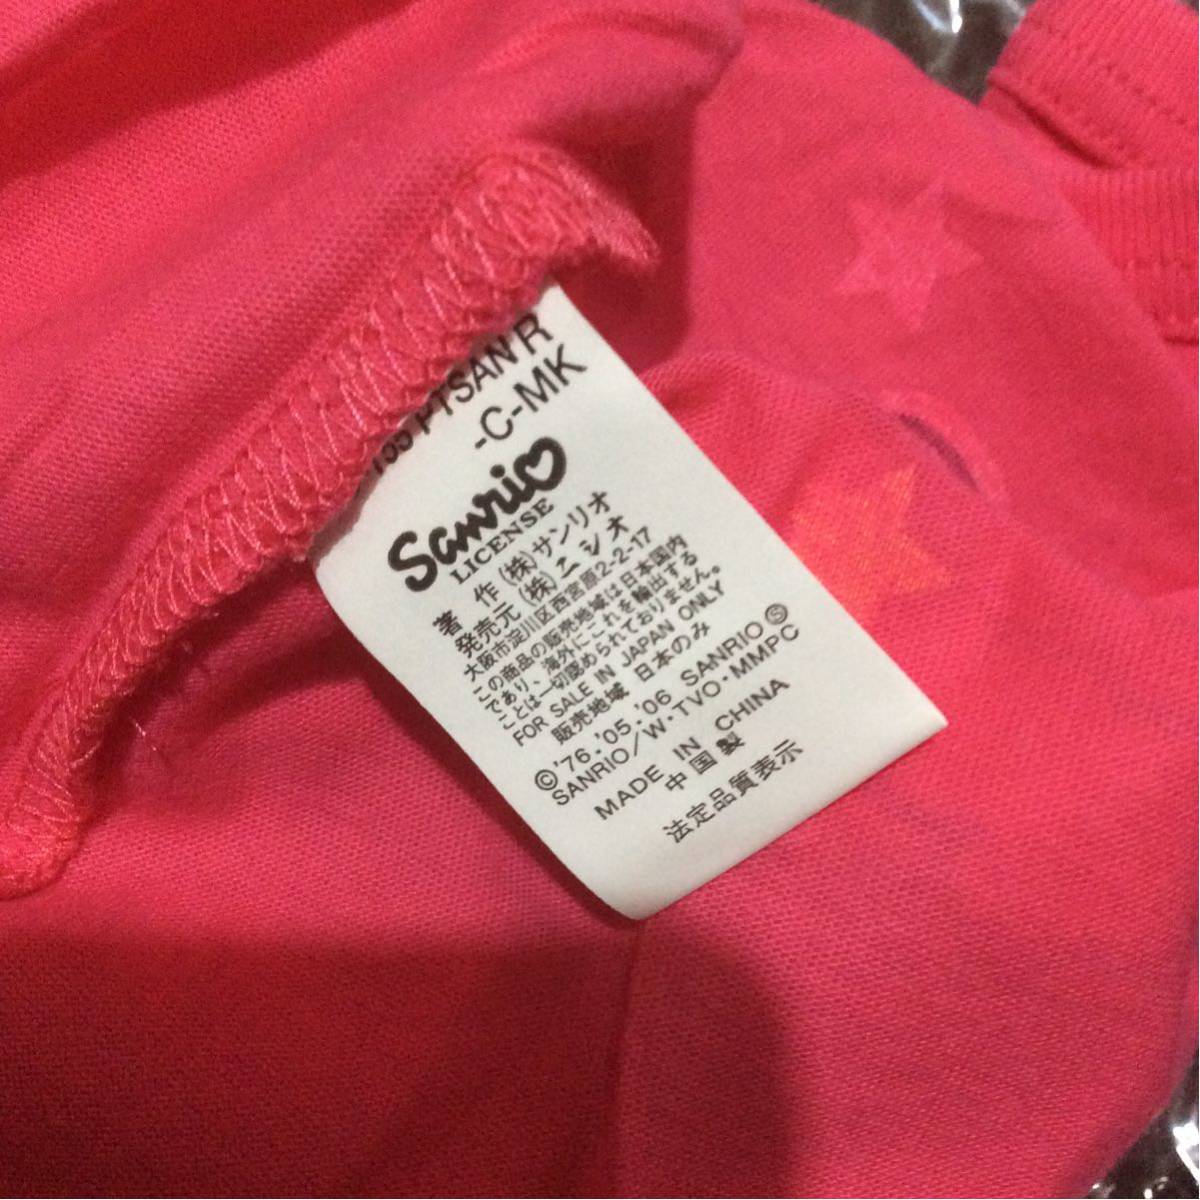 155 P1SAN R
-C-MK
Sanrio
LICENSE
著 作 (株)サンリオ
発売元 (株)ニシオ
大阪市淀川区西宮原2-2-17
この商品の販売地域は日本国内
であり、海外にこれを輸出する
ことは一切認められておりません。
FOR SALE IN JAPAN ONLY
販売地域 日本のみ
©'76・'05・'06 SANRIO Ⓢ
SANRIO/W・TVO・MMPC
MADE IN CHINA
中国製
法定品質表示